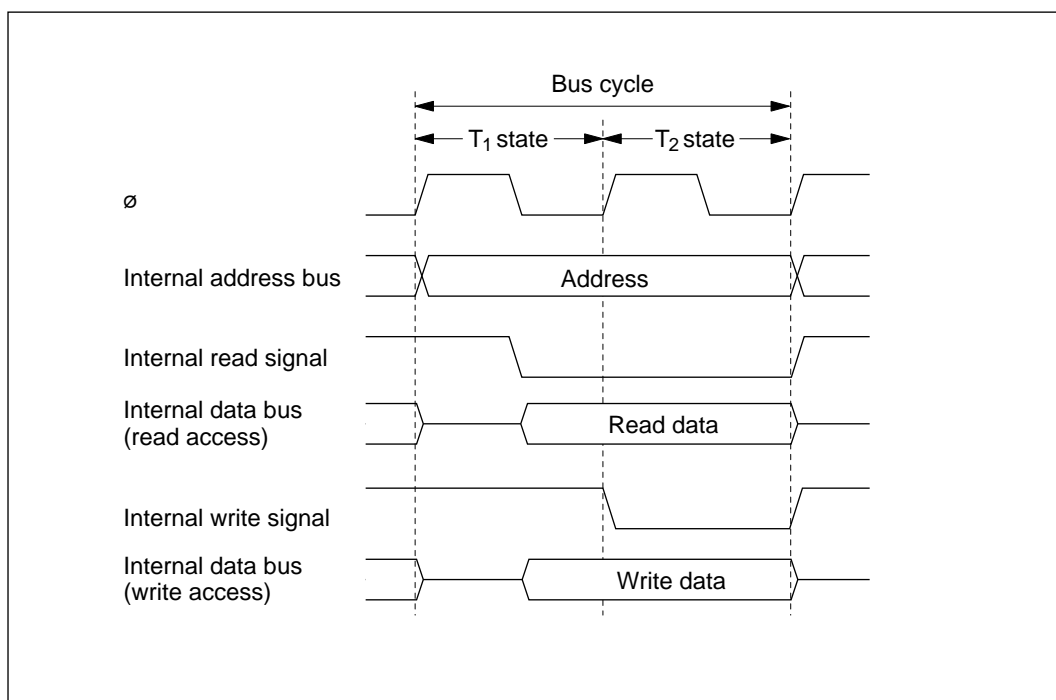 Bus cycle
T₁ state
T₂ state
ø
Internal address bus
Address
Internal read signal
Internal data bus
(read access)
Read data
Internal write signal
Internal data bus
(write access)
Write data